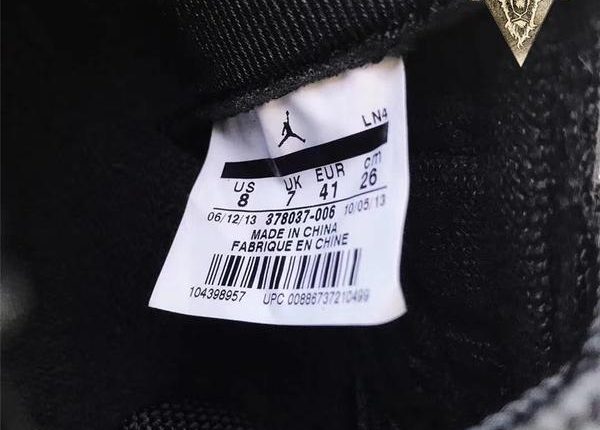 LN4
US UK EUR cm
8 7 41 26
06/12/13 378037-006 10/05/13
MADE IN CHINA
FABRIQUE EN CHINE
104398957 UPC 00886737210499